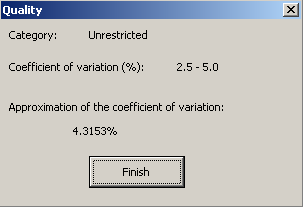 Quality
Category: Unrestricted
Coefficient of variation (%): 2.5 - 5.0
Approximation of the coefficient of variation:
4.3153%
Finish